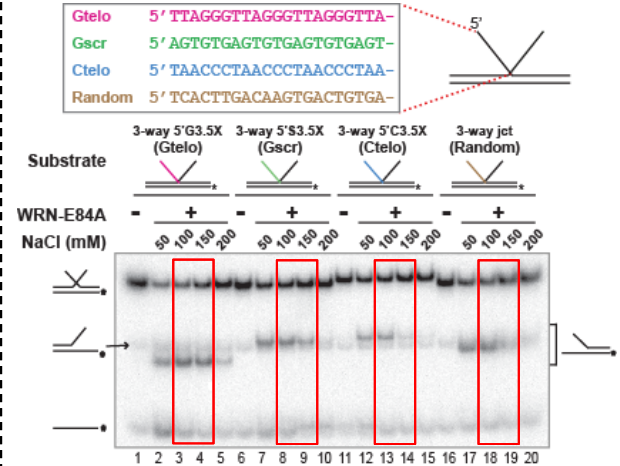 Gtelo 5'TTAGGGTTAGGGTTAGGGTTA-
Gscr 5'AGTGTGAGTGTGAGTGTGAGT-
Ctelo 5'TAACCCTAACCCTAACCCTAA-
Random 5'TCACTTGACAAGTGACTGTGA-
5'
Substrate
3-way 5'G3.5X (Gtelo)
3-way 5'S3.5X (Gscr)
3-way 5'C3.5X (Ctelo)
3-way jct (Random)
* * * *
WRN-E84A - + - + - + - +
NaCl (mM) 50 100 150 200 50 100 150 200 50 100 150 200 50 100 150 200
*
* *
*
1 2 3 4 5 6 7 8 9 10 11 12 13 14 15 16 17 18 19 20